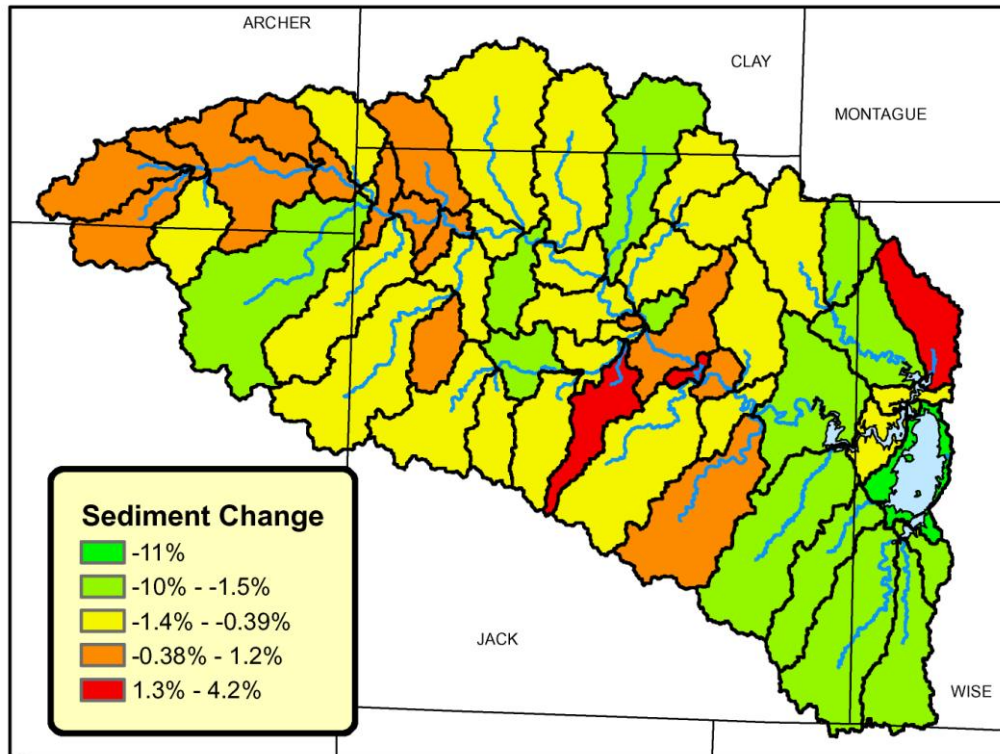 ARCHER
CLAY
MONTAGUE
Sediment Change
-11%
-10% - -1.5%
-1.4% - -0.39%
-0.38% - 1.2%
1.3% - 4.2%
JACK
WISE